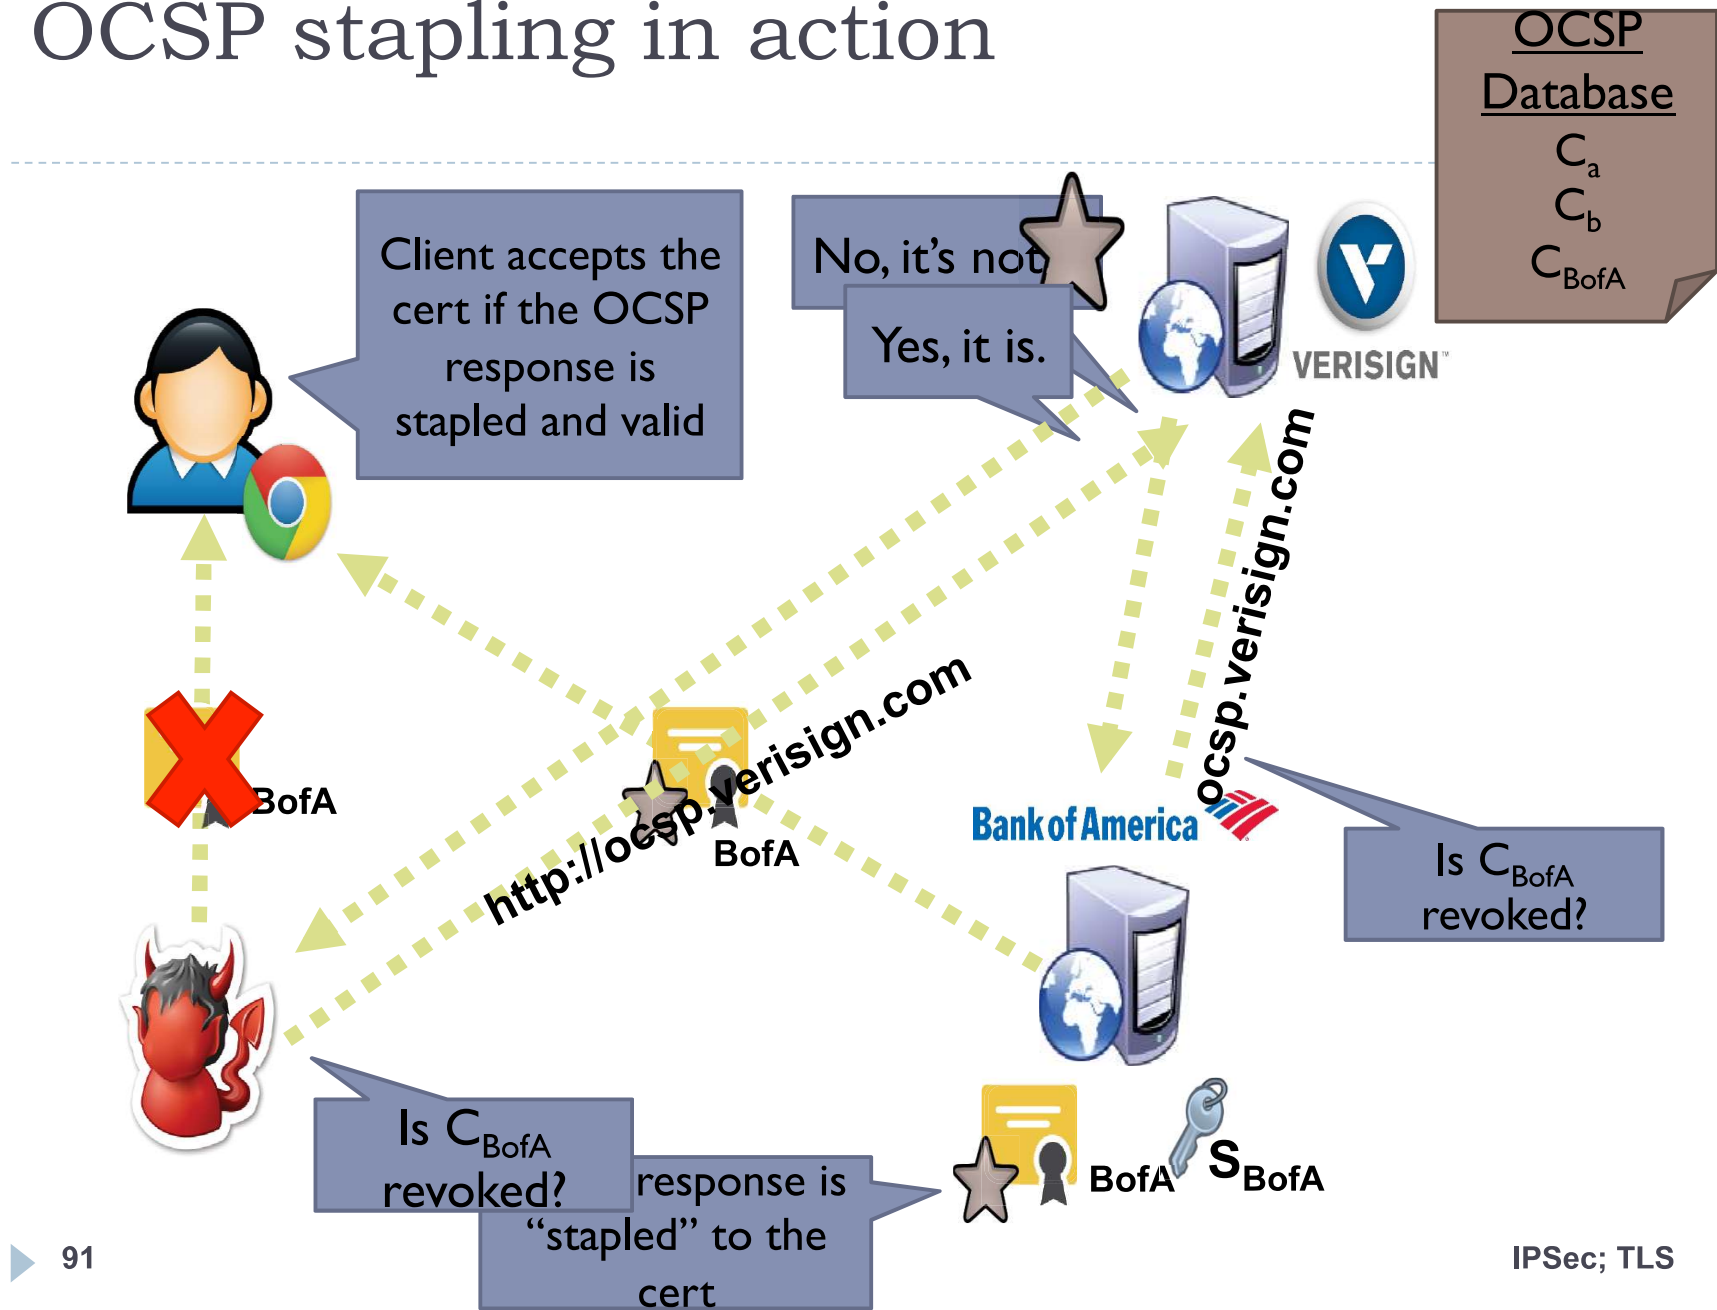 OCSP stapling in action
OCSP
Database
Ca
Cb
CBofA
Client accepts the
cert if the OCSP
response is
stapled and valid
No, it's not
Yes, it is.
VERISIGN™
ocsp.verisign.com
http://ocsp.verisign.com
BofA
BofA
Bank of America
Is CBofA
revoked?
Is CBofA
revoked?
response is
“stapled” to the
cert
BofA
SBofA
91
IPSec; TLS